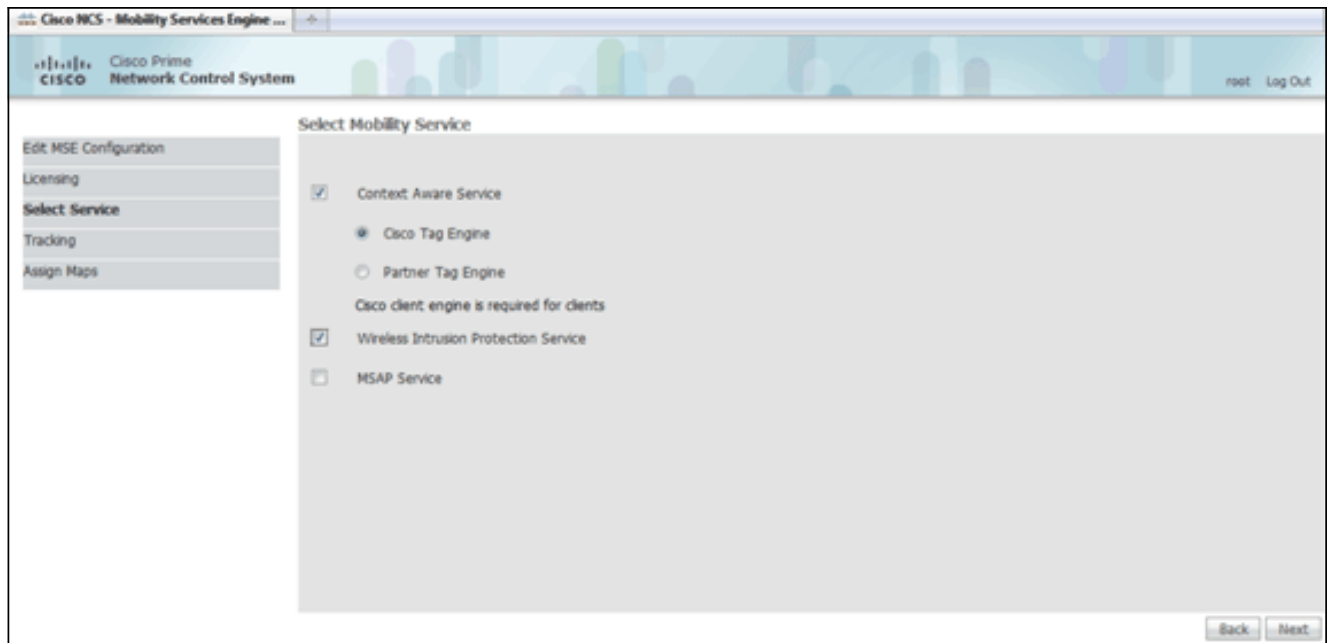 Cisco NCS - Mobility Services Engine ...
CISCO
Cisco Prime
Network Control System
root Log Out
Edit MSE Configuration
Licensing
Select Service
Tracking
Assign Maps
Select Mobility Service
Context Aware Service
Cisco Tag Engine
Partner Tag Engine
Cisco client engine is required for clients
Wireless Intrusion Protection Service
MSAP Service
Back Next